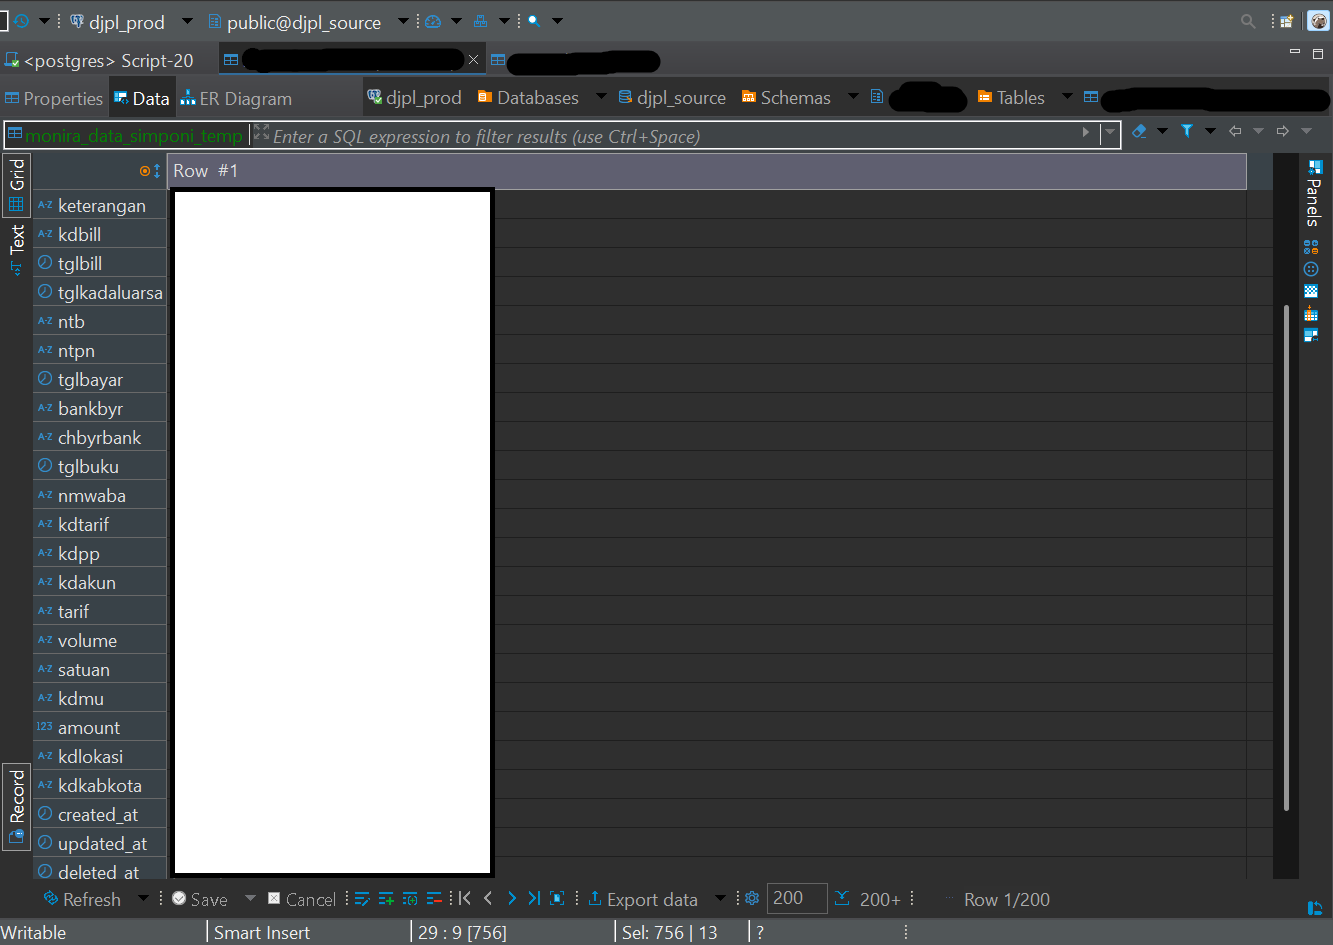 djpl_prod public@djpl_source
<postgres> Script-20
Properties Data ER Diagram djpl_prod Databases djpl_source Schemas Tables
monira_data_simponi_temp Enter a SQL expression to filter results (use Ctrl+Space)
Grid
Text
Record
Panels
Row #1
A-Z keterangan
A-Z kdbill
tglbill
tglkadaluarsa
A-Z ntb
A-Z ntpn
tglbayar
A-Z bankbyr
A-Z chbyrbank
tglbuku
A-Z nmwaba
A-Z kdtarif
A-Z kdpp
A-Z kdakun
A-Z tarif
A-Z volume
A-Z satuan
A-Z kdmu
123 amount
A-Z kdlokasi
A-Z kdkabkota
created_at
updated_at
deleted_at
Refresh Save Cancel Export data 200 200+ Row 1/200
Writable Smart Insert 29 : 9 [756] Sel: 756 | 13 ?